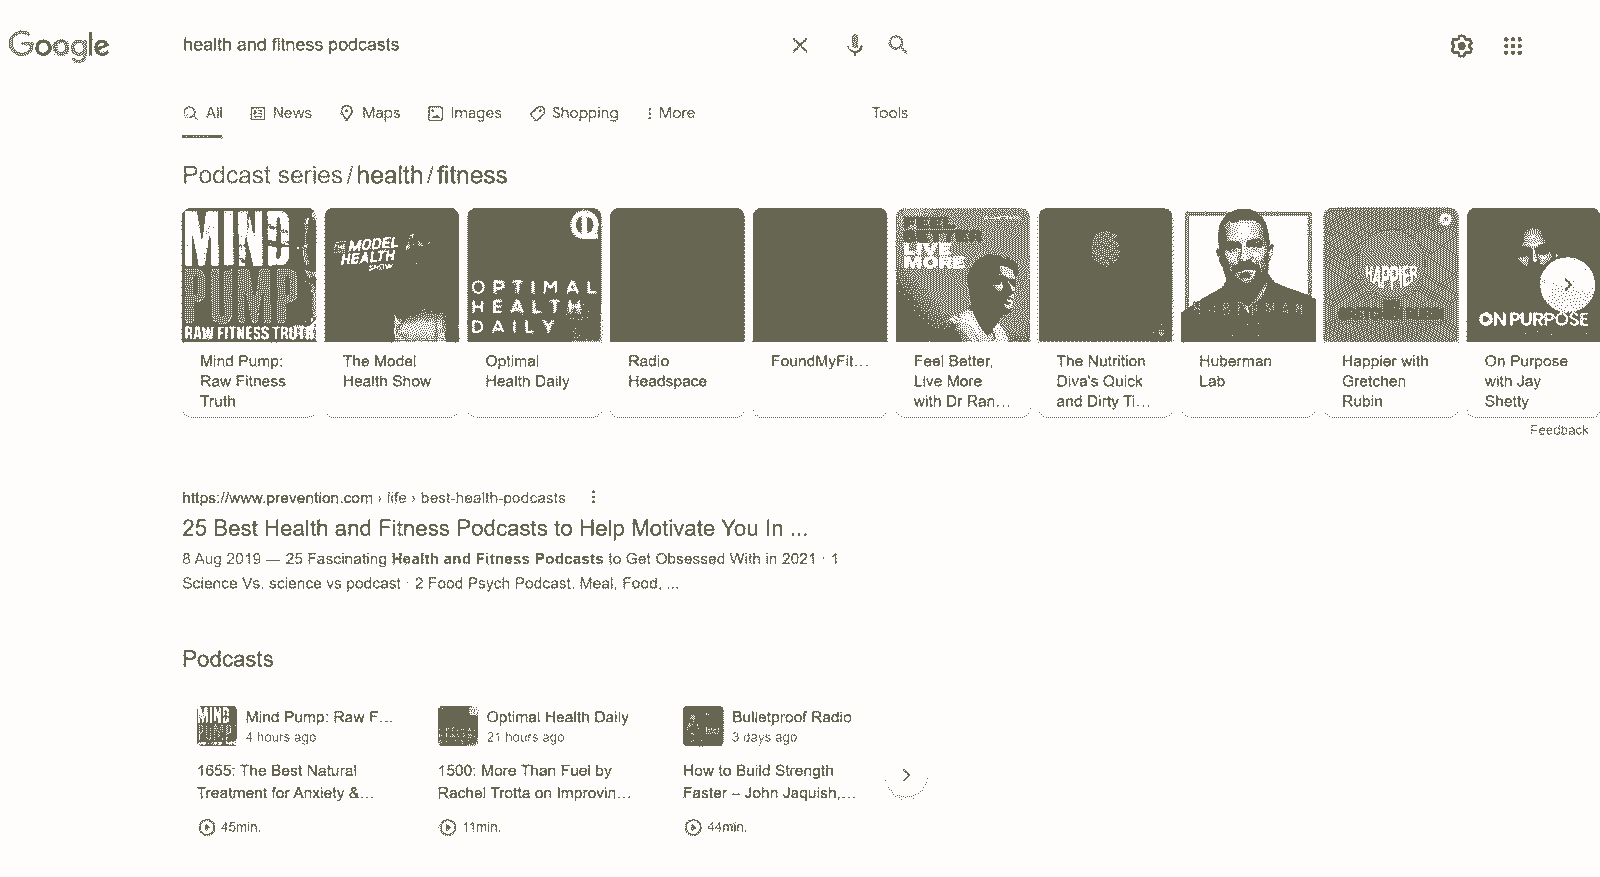 Google
health and fitness podcasts
All
News
Maps
Images
Shopping
More
Tools
Podcast series / health / fitness
MIND
PUMP
RAW FITNESS TRUTH
THE MODEL
HEALTH
SHOW
OPTIMAL
HEALTH
DAILY
FEEL
BETTER
LIVE
MORE
HUBERMAN
HAPPIER
ON PURPOSE
Mind Pump:
Raw Fitness
Truth
The Model
Health Show
Optimal
Health Daily
Radio
Headspace
FoundMyFit...
Feel Better,
Live More
with Dr Ran...
The Nutrition
Diva's Quick
and Dirty Ti...
Huberman
Lab
Happier with
Gretchen
Rubin
On Purpose
with Jay
Shetty
Feedback
https://www.prevention.com › life › best-health-podcasts
25 Best Health and Fitness Podcasts to Help Motivate You In ...
8 Aug 2019 — 25 Fascinating Health and Fitness Podcasts to Get Obsessed With in 2021 · 1
Science Vs. science vs podcast · 2 Food Psych Podcast. Meal, Food, ...
Podcasts
MIND
PUMP
Mind Pump: Raw F...
4 hours ago
1655: The Best Natural
Treatment for Anxiety &...
45min.
Optimal Health Daily
21 hours ago
1500: More Than Fuel by
Rachel Trotta on Improvin...
11min.
Bulletproof Radio
3 days ago
How to Build Strength
Faster – John Jaquish,...
44min.